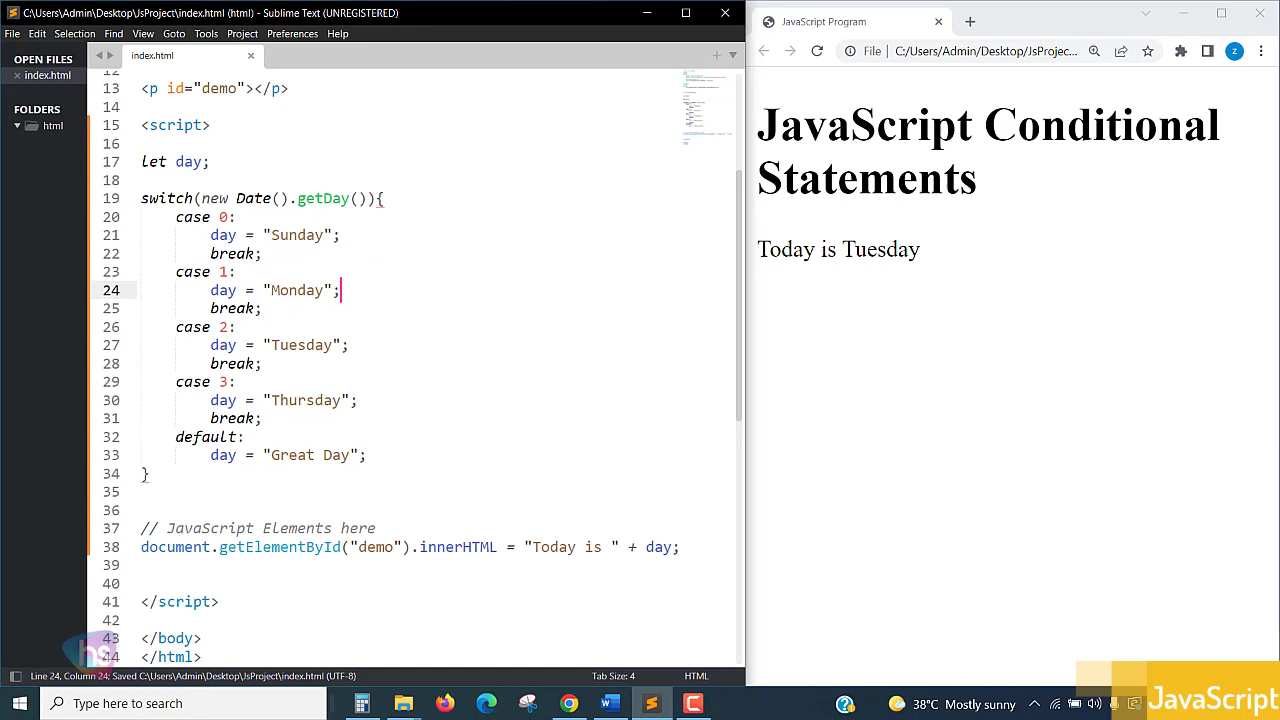 C:\Users\Admin\Desktop\JsProject\index.html (html) - Sublime Text (UNREGISTERED)
File Edit Selection Find View Goto Tools Project Preferences Help
OPEN FILES
index.html
FOLDERS
html
index.html
12
13 <p id="demo"></p>
14
15 <script>
16
17 let day;
18
19 switch(new Date().getDay()){
20 case 0:
21 day = "Sunday";
22 break;
23 case 1:
24 day = "Monday";
25 break;
26 case 2:
27 day = "Tuesday";
28 break;
29 case 3:
30 day = "Thursday";
31 break;
32 default:
33 day = "Great Day";
34 }
35
36
37 // JavaScript Elements here
38 document.getElementById("demo").innerHTML = "Today is " + day;
39
40
41 </script>
42
43 </body>
44 </html>
Line 24, Column 24; Saved C:\Users\Admin\Desktop\JsProject\index.html (UTF-8)
Tab Size: 4
HTML
JavaScript Program
File C:/Users/Admin/Desktop/JsProjec...
z
JavaScript Conditional
Statements
Today is Tuesday
hs
JavaScript
Type here to search
38°C Mostly sunny